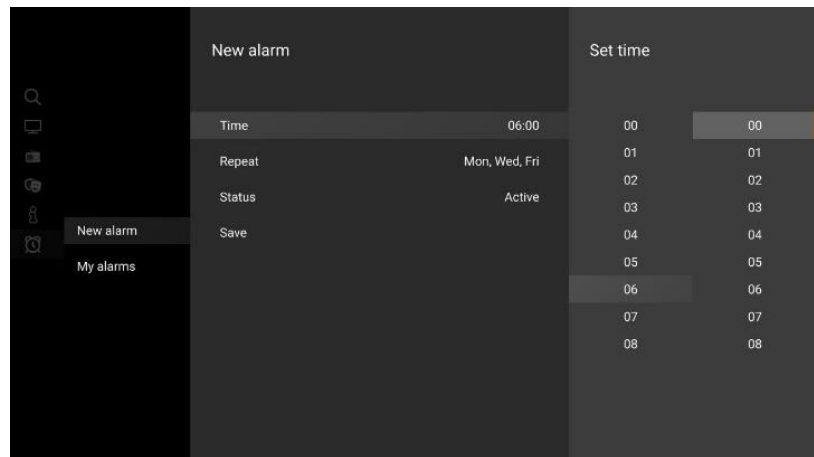 New alarm
Set time
Time 06:00
Repeat Mon, Wed, Fri
Status Active
Save
New alarm
My alarms
00 00
01 01
02 02
03 03
04 04
05 05
06 06
07 07
08 08